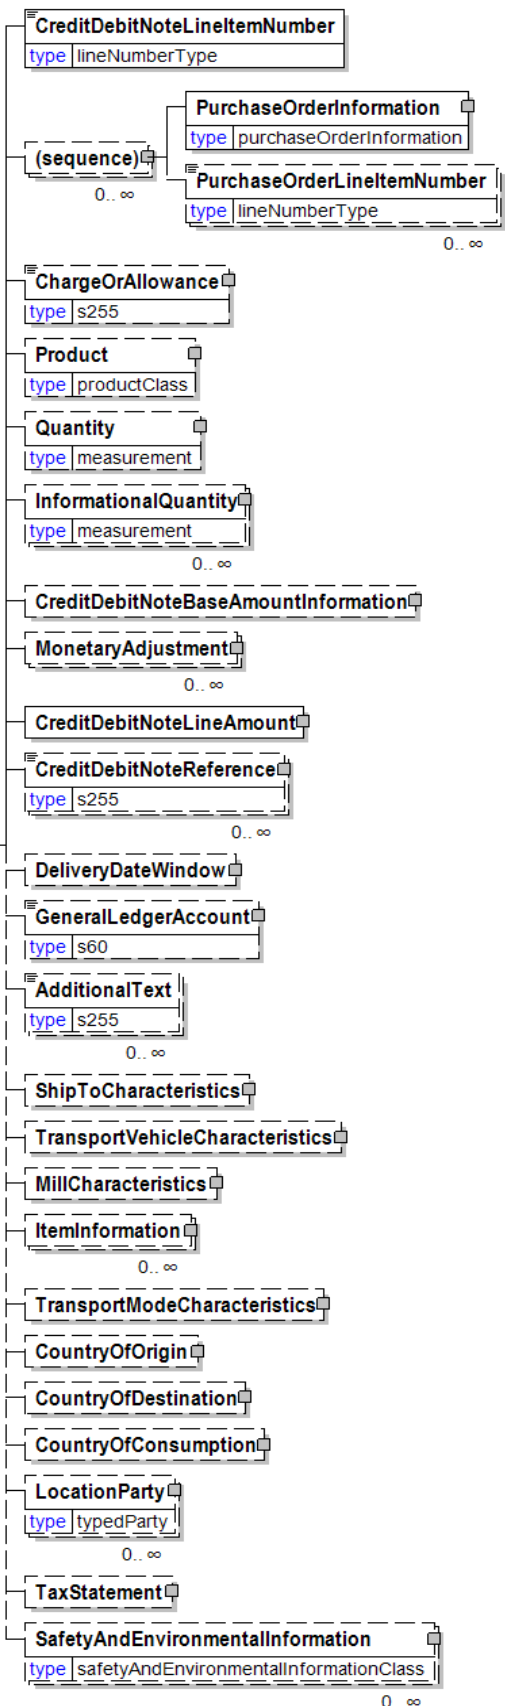 CreditDebitNoteLineItemNumber
type lineNumberType
PurchaseOrderInformation
type purchaseOrderInformation
(sequence)
0.. ∞
PurchaseOrderLineItemNumber
type lineNumberType
0.. ∞
ChargeOrAllowance
type s255
Product
type productClass
Quantity
type measurement
InformationalQuantity
type measurement
0.. ∞
CreditDebitNoteBaseAmountInformation
MonetaryAdjustment
0.. ∞
CreditDebitNoteLineAmount
CreditDebitNoteReference
type s255
0.. ∞
DeliveryDateWindow
GeneralLedgerAccount
type s60
AdditionalText
type s255
0.. ∞
ShipToCharacteristics
TransportVehicleCharacteristics
MillCharacteristics
ItemInformation
0.. ∞
TransportModeCharacteristics
CountryOfOrigin
CountryOfDestination
CountryOfConsumption
LocationParty
type typedParty
0.. ∞
TaxStatement
SafetyAndEnvironmentalInformation
type safetyAndEnvironmentalInformationClass
0.. ∞